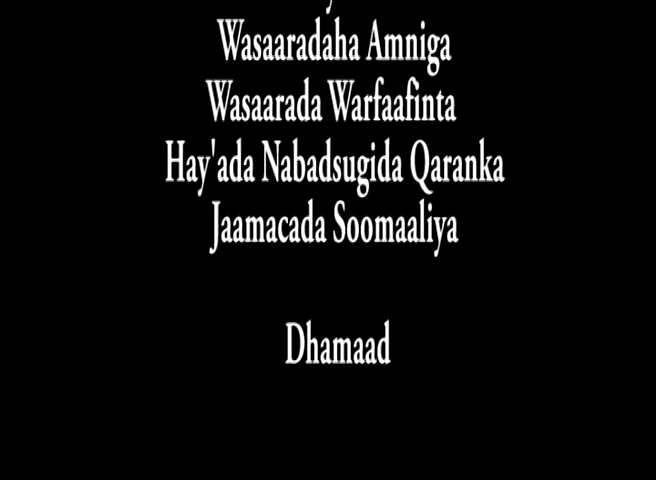 Wasaaradaha Amniga
Wasaarada Warfaafinta
Hay'ada Nabadsugida Qaranka
Jaamacada Soomaaliya
Dhamaad